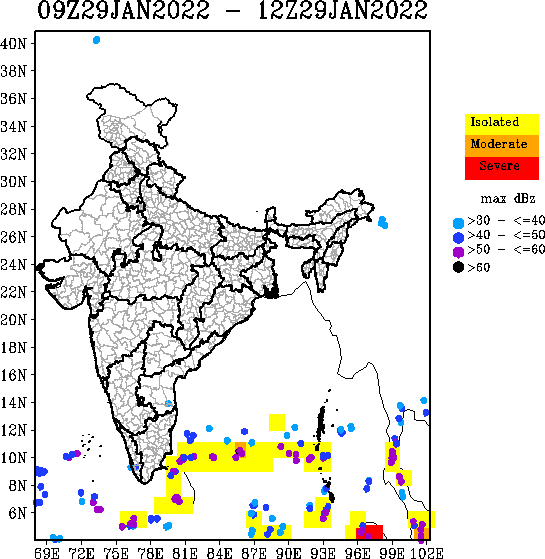 09Z29JAN2022 - 12Z29JAN2022
40N
38N
36N
34N
32N
30N
28N
26N
24N
22N
20N
18N
16N
14N
12N
10N
8N
6N
69E 72E 75E 78E 81E 84E 87E 90E 93E 96E 99E 102E
Isolated
Moderate
Severe
max dBz
>30 - <=40
>40 - <=50
>50 - <=60
>60